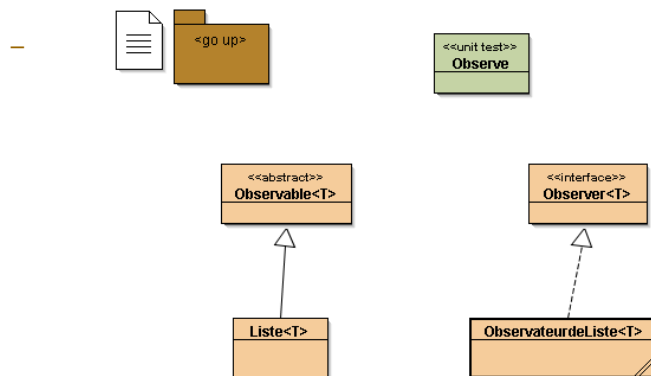 <go up>
<<unit test>>
Observe
<<abstract>>
Observable<T>
<<interface>>
Observer<T>
Liste<T>
ObservateurdeListe<T>